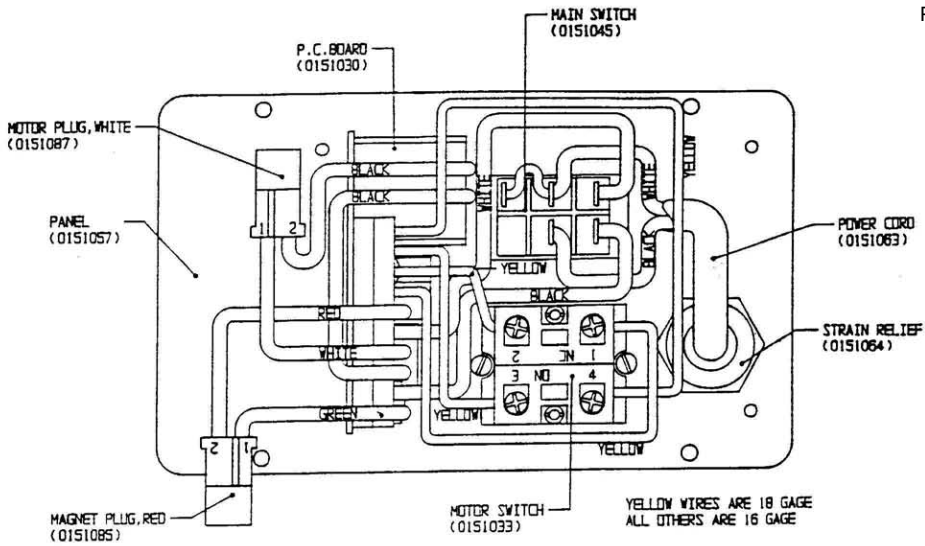 MAIN SWITCH
(0151045)
P.C.BOARD
(0151030)
MOTOR PLUG,WHITE
(0151087)
PANEL
(0151057)
POWER CORD
(0151063)
STRAIN RELIEF
(0151064)
MAGNET PLUG,RED
(0151085)
MOTOR SWITCH
(0151033)
YELLOW WIRES ARE 18 GAGE
ALL OTHERS ARE 16 GAGE
BLACK
BLACK
WHITE
WHITE
YELLOW
BLACK
YELLOW
BLACK
RED
WHITE
GREEN
YELLOW
YELLOW
1 2
2 1
2 NC 1
3 NO 4